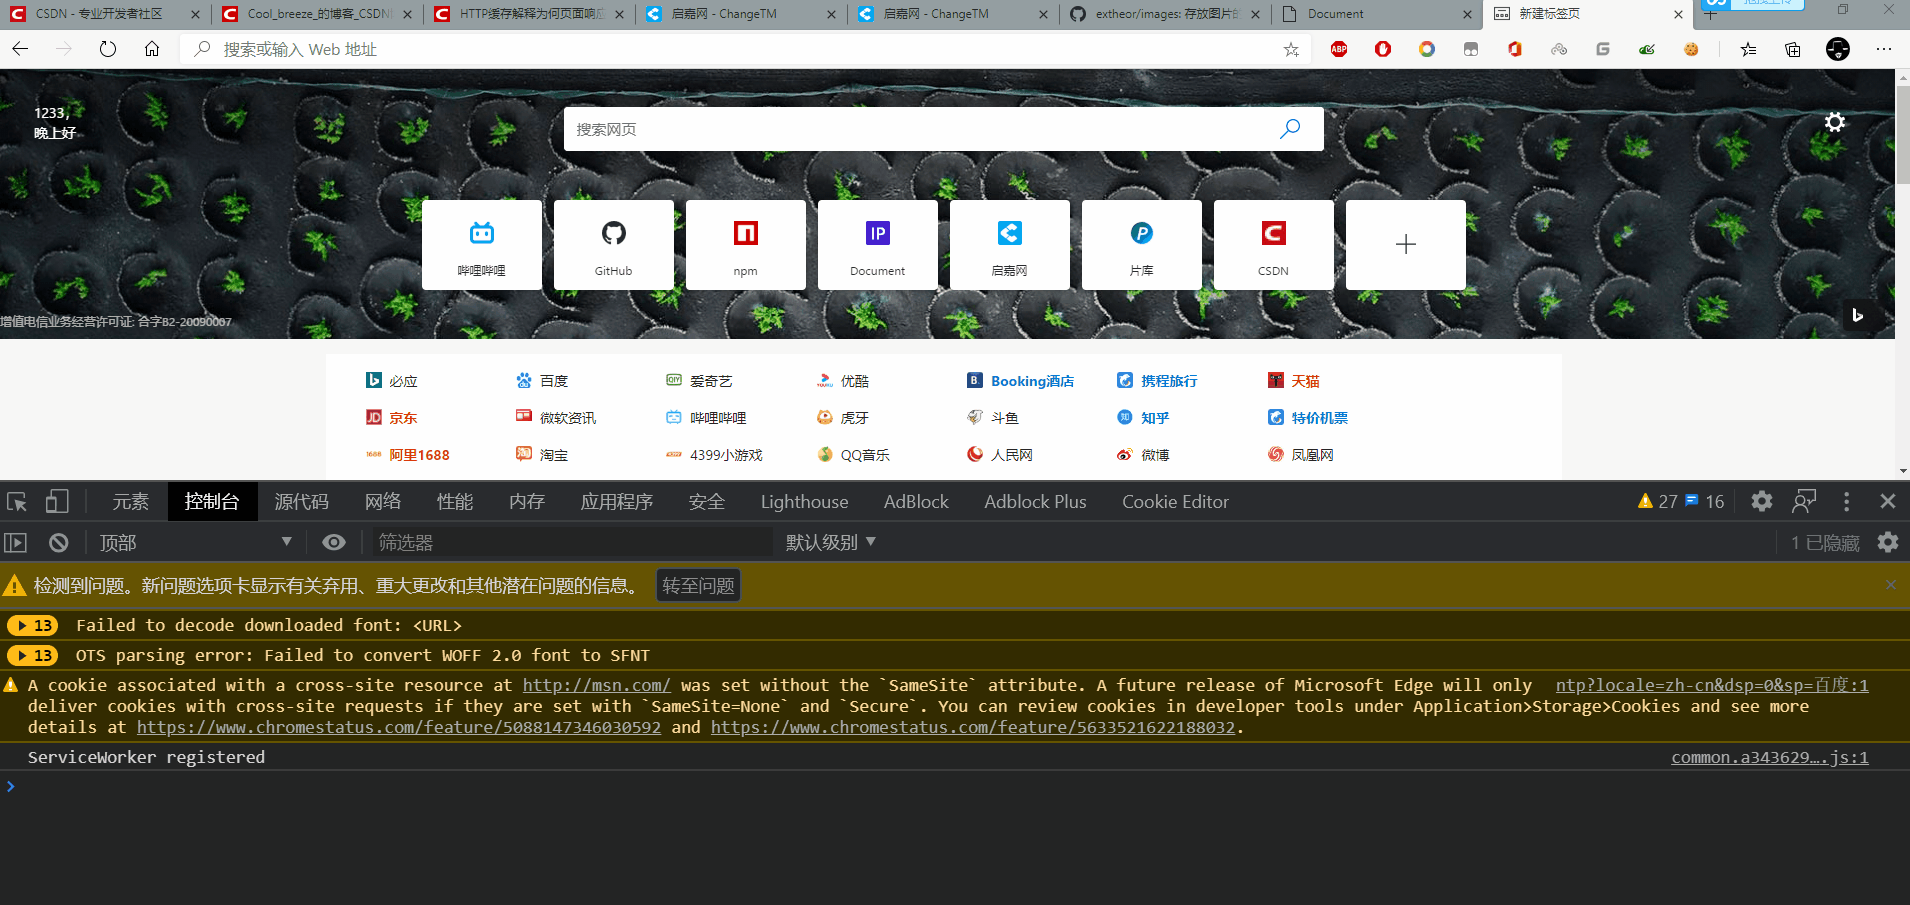 CSDN - 专业开发者社区
Cool_breeze_的博客_CSDN
HTTP缓存解释为何页面响应
启嘉网 - ChangeTM
启嘉网 - ChangeTM
extheor/images: 存放图片的
Document
新建标签页
搜索或输入 Web 地址
ABP
1233，
晚上好
搜索网页
哔哩哔哩
GitHub
npm
IP
Document
启嘉网
片库
CSDN
增值电信业务经营许可证: 合字B2-20090007
必应
百度
爱奇艺
优酷
Booking酒店
携程旅行
天猫
京东
微软资讯
哔哩哔哩
虎牙
斗鱼
知乎
特价机票
阿里1688
淘宝
4399小游戏
QQ音乐
人民网
微博
凤凰网
元素 控制台 源代码 网络 性能 内存 应用程序 安全 Lighthouse AdBlock Adblock Plus Cookie Editor 27 16
顶部 筛选器 默认级别 1 已隐藏
检测到问题。新问题选项卡显示有关弃用、重大更改和其他潜在问题的信息。 转至问题
13 Failed to decode downloaded font: <URL>
13 OTS parsing error: Failed to convert WOFF 2.0 font to SFNT
A cookie associated with a cross-site resource at http://msn.com/ was set without the `SameSite` attribute. A future release of Microsoft Edge will only ntp?locale=zh-cn&dsp=0&sp=百度:1
deliver cookies with cross-site requests if they are set with `SameSite=None` and `Secure`. You can review cookies in developer tools under Application>Storage>Cookies and see more
details at https://www.chromestatus.com/feature/5088147346030592 and https://www.chromestatus.com/feature/5633521622188032.
ServiceWorker registered common.a343629….js:1